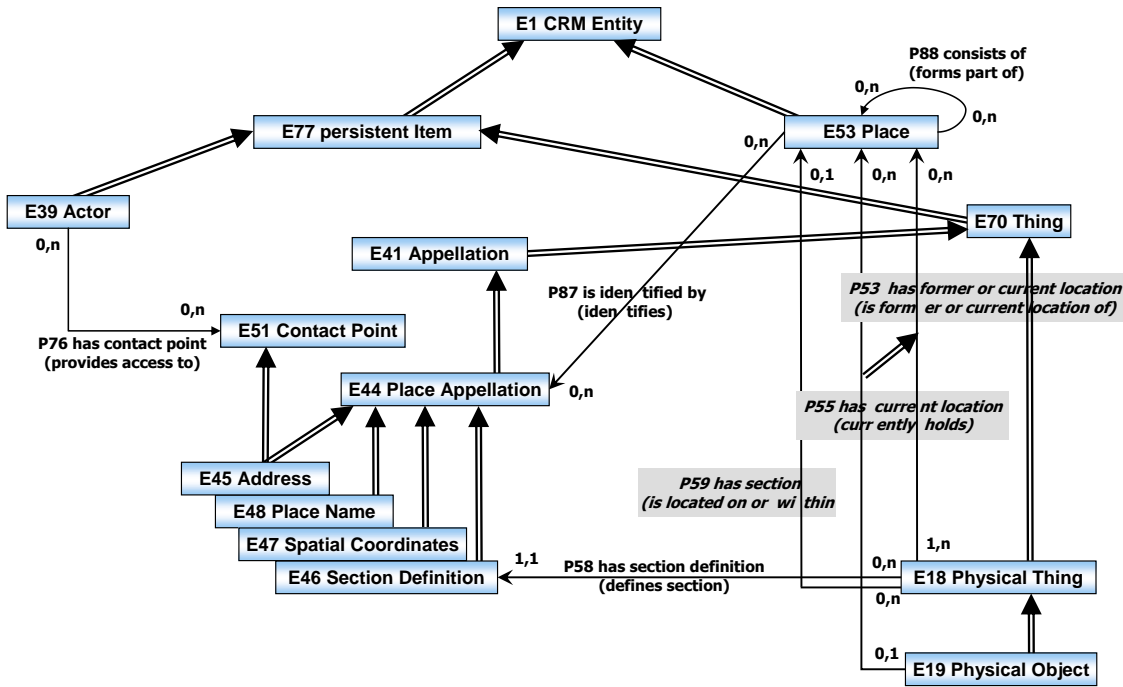 E1 CRM Entity
P88 consists of
(forms part of)
0,n
0,n
E77 persistent Item
E53 Place
0,n
0,1
0,n
0,n
E39 Actor
0,n
E70 Thing
E41 Appellation
P53  has former or current location
(is form  er or current location of)
P87 is iden  tified by
(iden  tifies)
0,n
E51 Contact Point
P76 has contact point
(provides access to)
E44 Place Appellation
0,n
P55 has  current location
(curr ently  holds)
E45 Address
P59 has section
(is located on or  wi  thin
E48 Place Name
E47 Spatial Coordinates
1,n
1,1
P58 has section definition
(defines section)
0,n
E46 Section Definition
E18 Physical Thing
0,n
0,1
E19 Physical Object